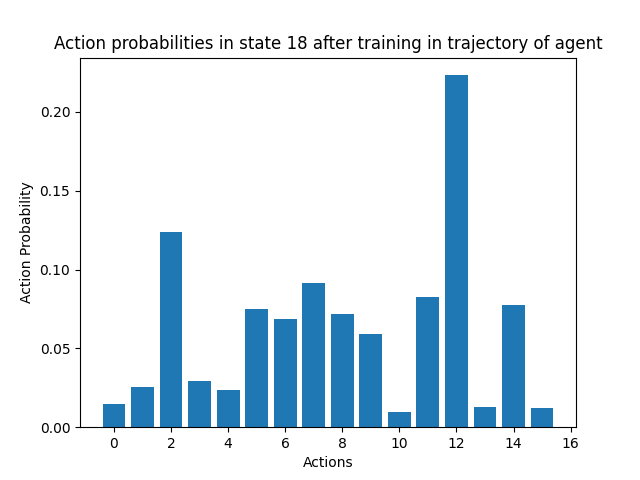 Action probabilities in state 18 after training in trajectory of agent
0.20
0.15
0.10
0.05
0.00
Action Probability
0 2 4 6 8 10 12 14 16
Actions